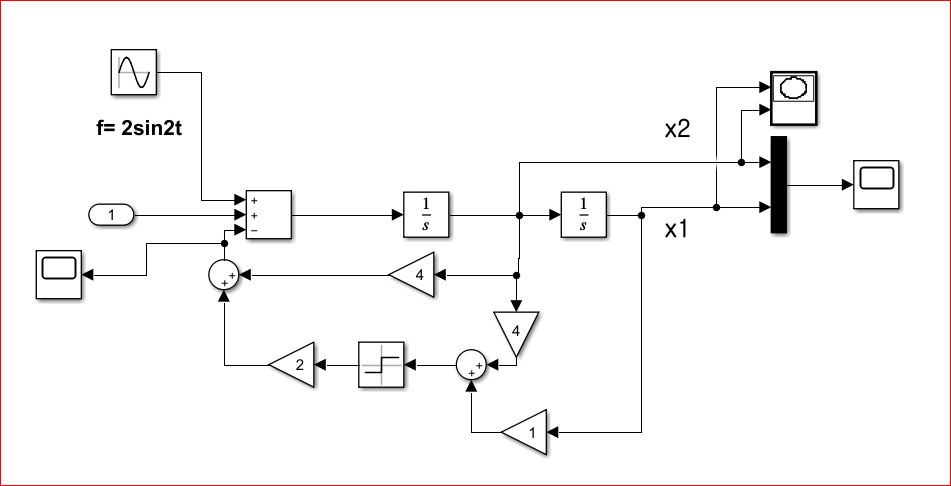 f= 2sin2t
x2
+
+
−
1
1
s
1
s
x1
+
+
4
4
2
+
+
1